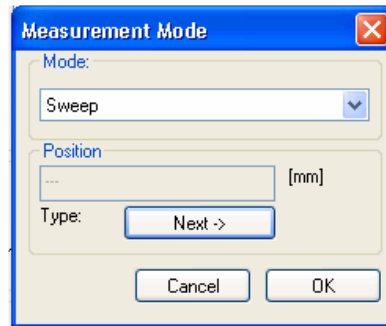 Measurement Mode
Mode:
Sweep
Position
---
[mm]
Type:
Next ->
Cancel
OK